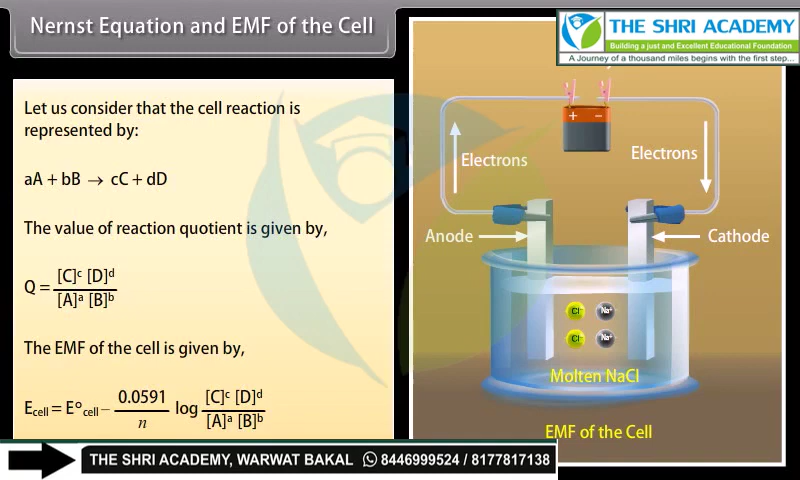 Nernst Equation and EMF of the Cell
THE SHRI ACADEMY
Building a just and Excellent Educational Foundation
A Journey of a thousand miles begins with the first step...
Let us consider that the cell reaction is
represented by:
aA + bB → cC + dD
The value of reaction quotient is given by,
Q = [C]ᶜ [D]ᵈ / [A]ᵃ [B]ᵇ
The EMF of the cell is given by,
E_cell = E°_cell – 0.0591/n log [C]ᶜ [D]ᵈ / [A]ᵃ [B]ᵇ
+ –
Electrons
Electrons
Anode
Cathode
Cl⁻ Na⁺
Cl⁻ Na⁺
Molten NaCl
EMF of the Cell
THE SHRI ACADEMY, WARWAT BAKAL 8446999524 / 8177817138